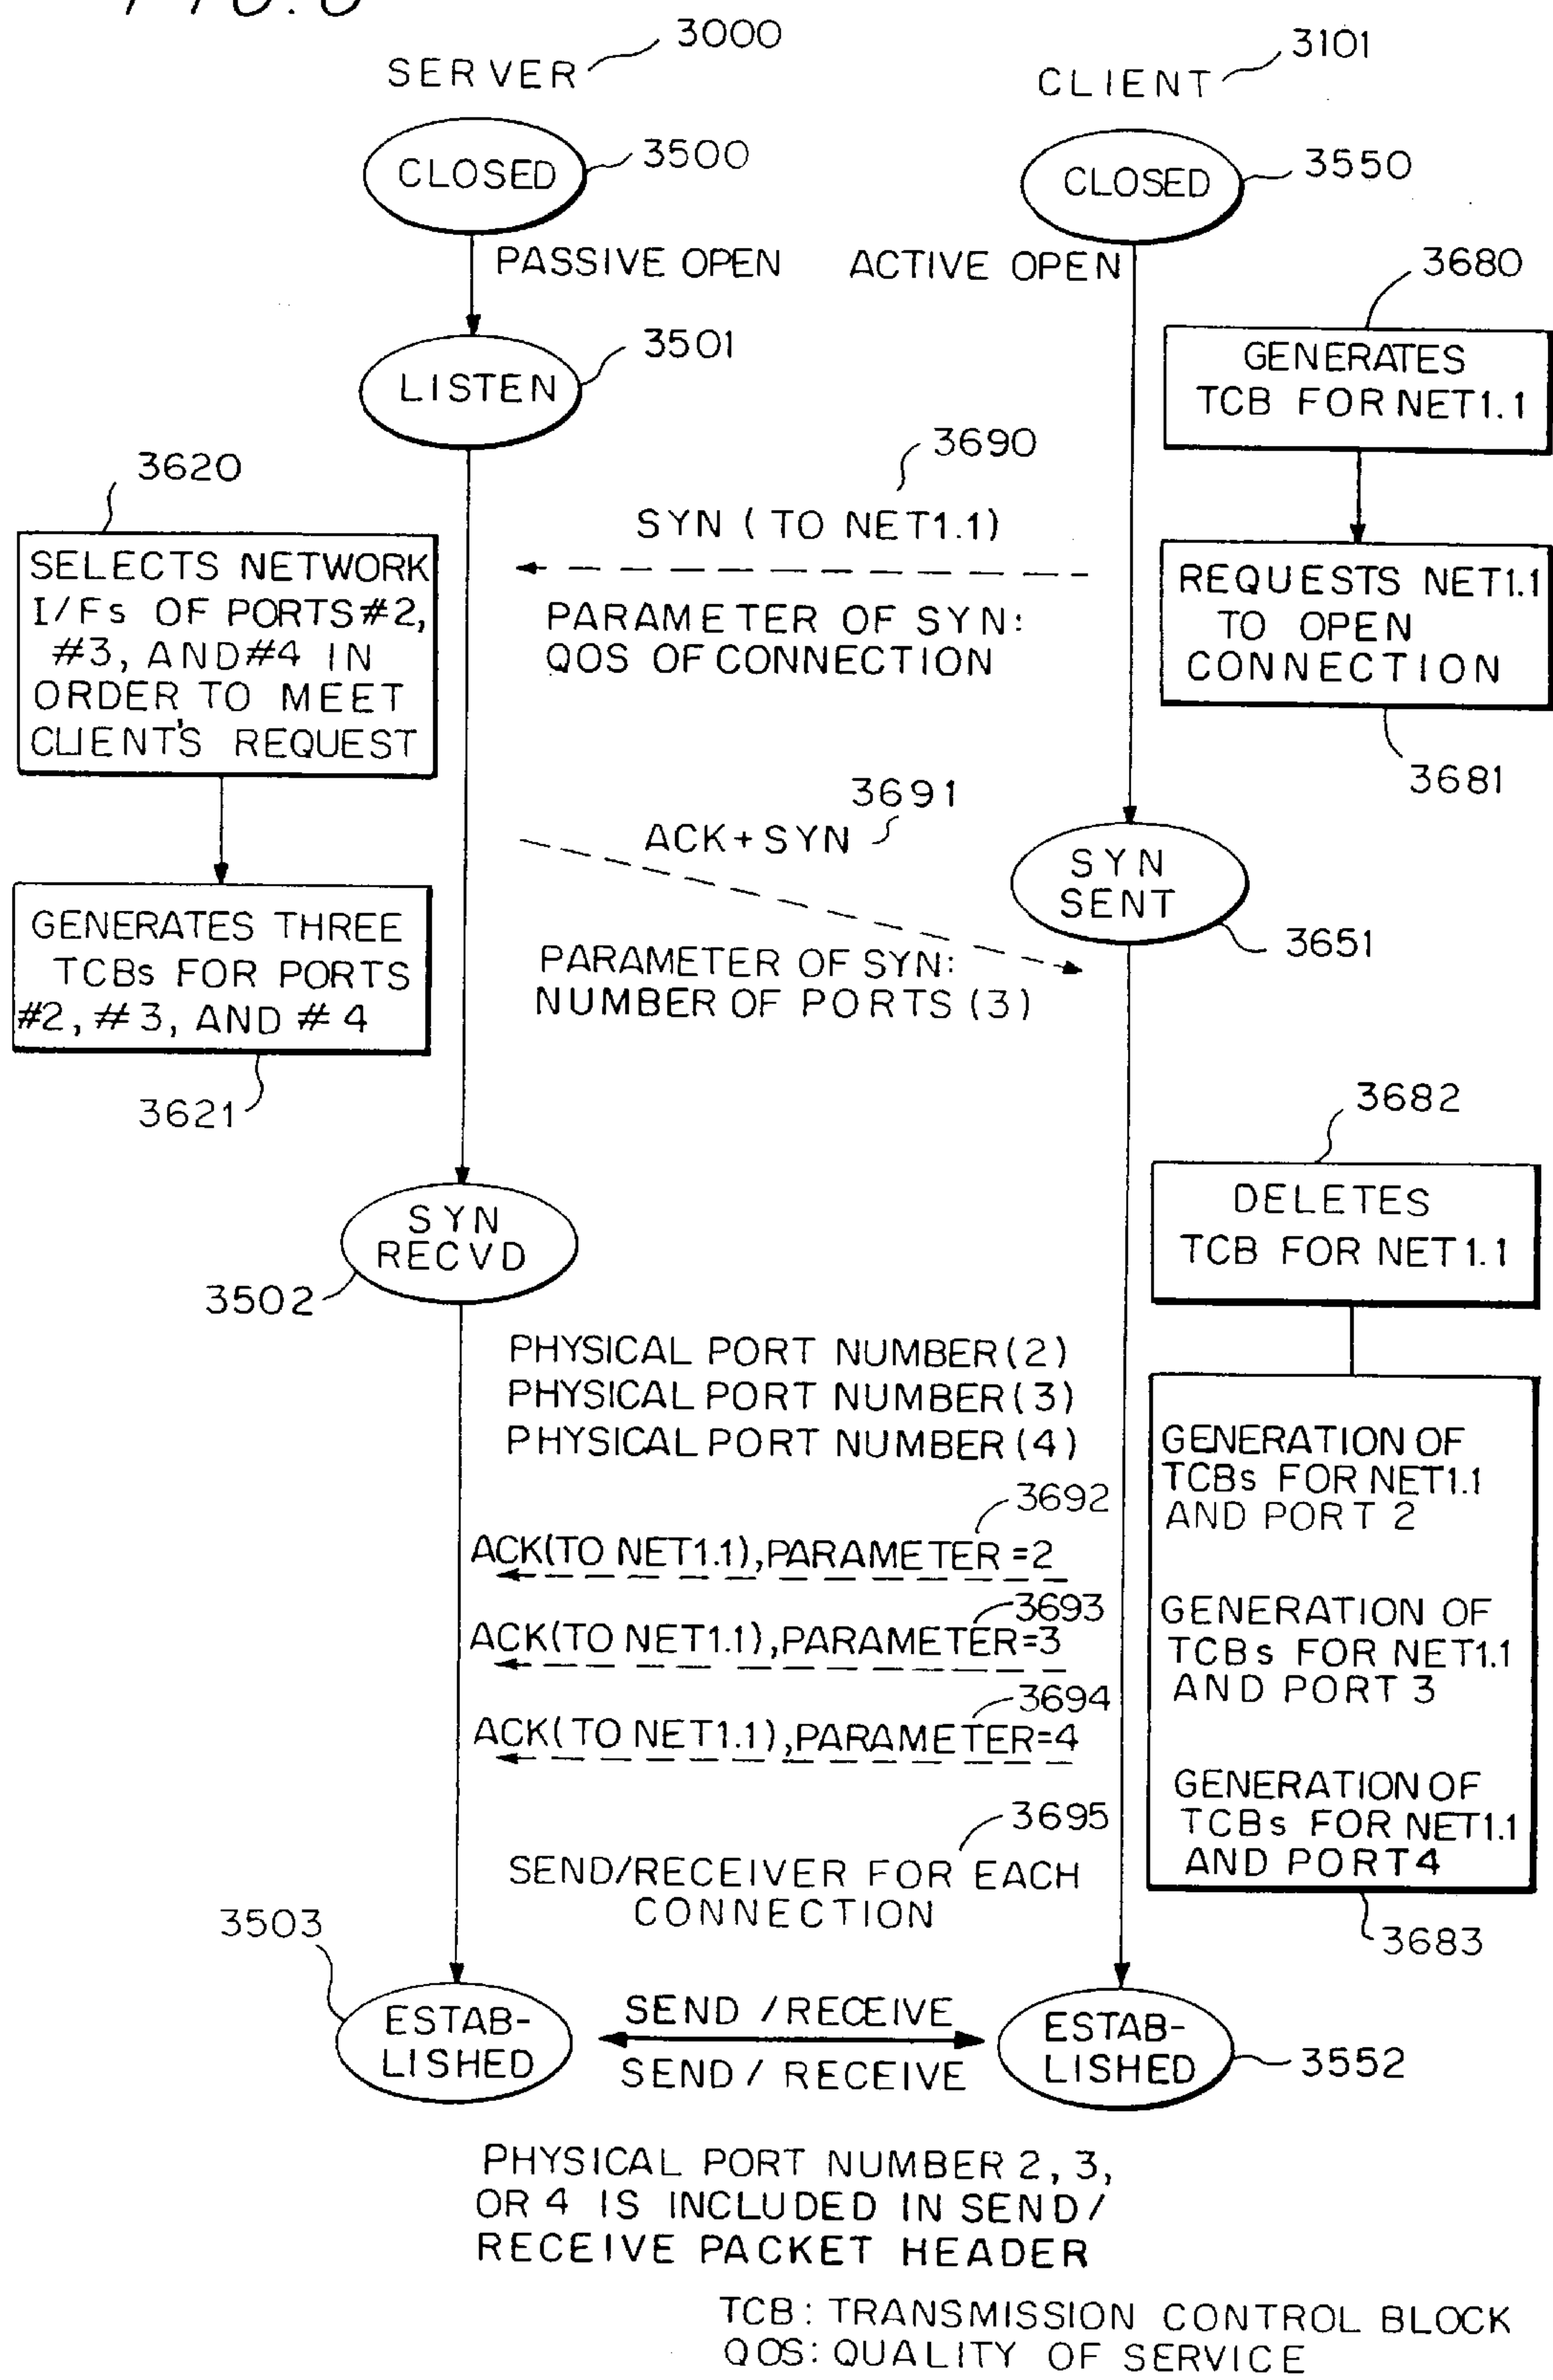 3000
SERVER
3101
CLIENT
CLOSED
3500
CLOSED
3550
PASSIVE OPEN
ACTIVE OPEN
3680
LISTEN
3501
GENERATES
TCB FOR NET1.1
3620
3690
SELECTS NETWORK
I/Fs OF PORTS#2,
#3, AND#4 IN
ORDER TO MEET
CLIENT'S REQUEST
SYN ( TO NET1.1)
PARAMETER OF SYN:
QOS OF CONNECTION
REQUESTS NET1.1
TO OPEN
CONNECTION
3681
3691
ACK+SYN
SYN
SENT
3651
GENERATES THREE
TCBs FOR PORTS
#2, #3, AND #4
3621
PARAMETER OF SYN:
NUMBER OF PORTS (3)
3682
DELETES
TCB FOR NET1.1
SYN
RECVD
3502
PHYSICAL PORT NUMBER(2)
PHYSICAL PORT NUMBER(3)
PHYSICAL PORT NUMBER(4)
3692
ACK(TO NET1.1),PARAMETER=2
3693
ACK(TO NET1.1),PARAMETER=3
3694
ACK(TO NET1.1),PARAMETER=4
GENERATION OF
TCBs FOR NET1.1
AND PORT 2
GENERATION OF
TCBs FOR NET1.1
AND PORT 3
GENERATION OF
TCBs FOR NET1.1
AND PORT4
3683
3695
SEND/RECEIVER FOR EACH
CONNECTION
3503
ESTAB-
LISHED
SEND /RECEIVE
SEND / RECEIVE
ESTAB-
LISHED
3552
PHYSICAL PORT NUMBER 2, 3,
OR 4 IS INCLUDED IN SEND/
RECEIVE PACKET HEADER
TCB: TRANSMISSION CONTROL BLOCK
QOS: QUALITY OF SERVICE